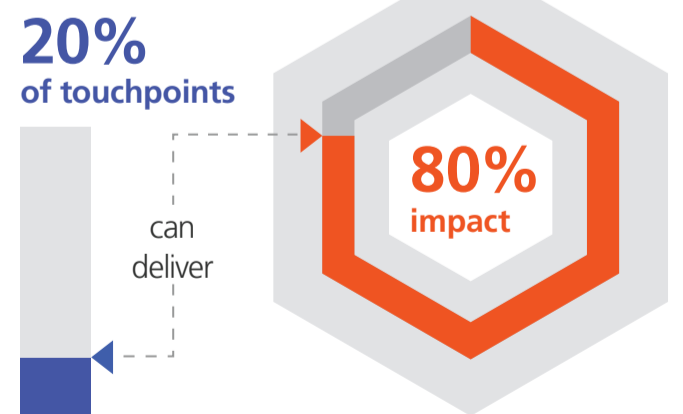 20%
of touchpoints
can
deliver
80%
impact